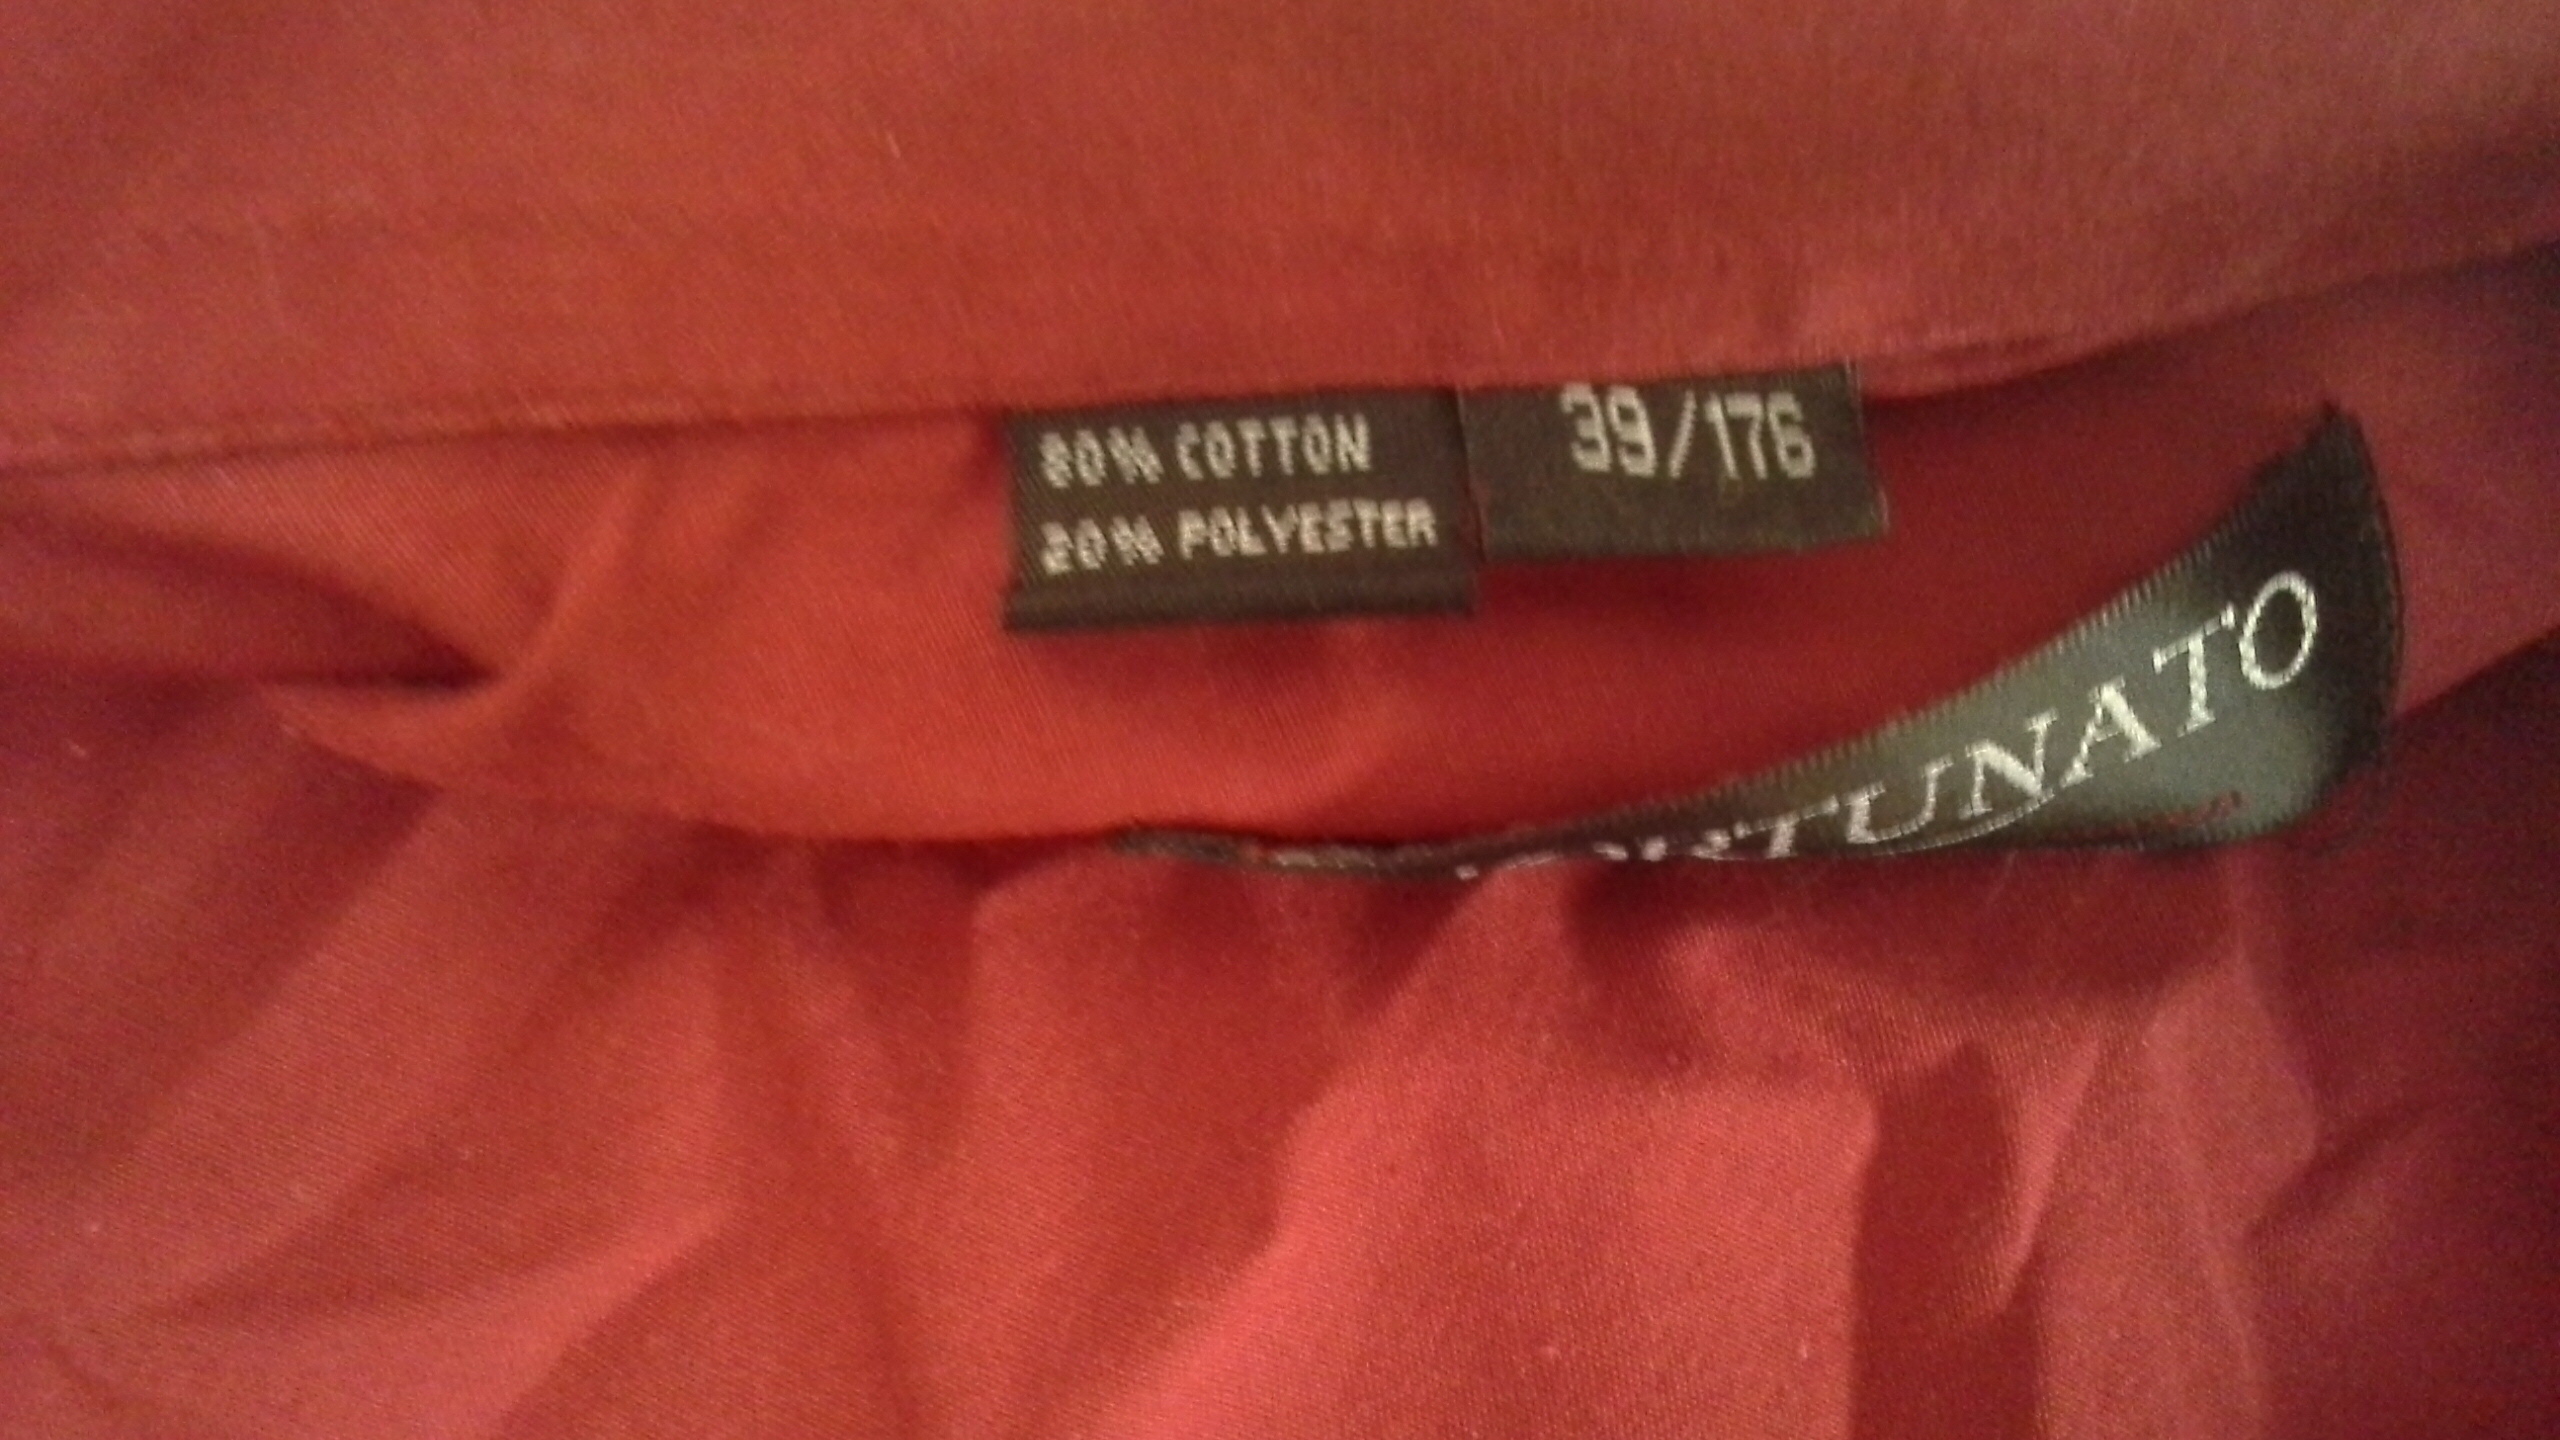 80% COTTON
20% POLYESTER
39/176